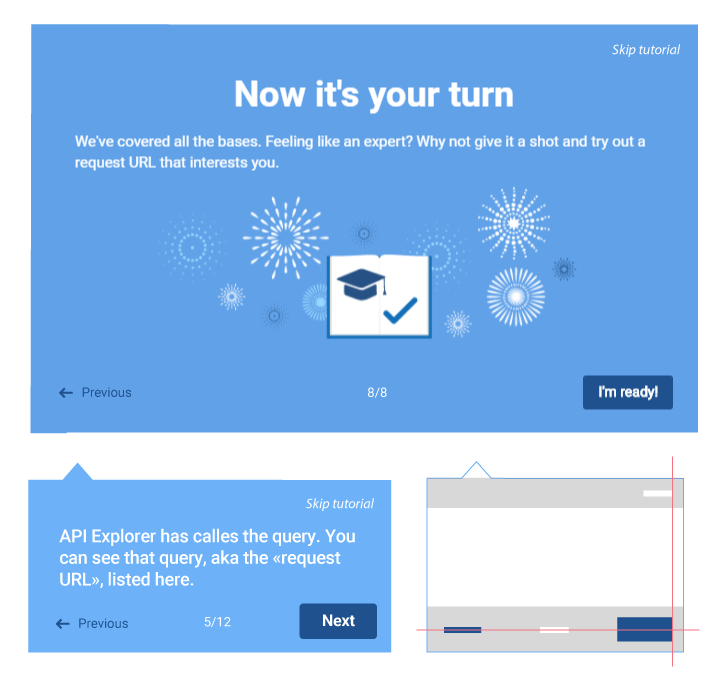 Skip tutorial
Now it's your turn
We've covered all the bases. Feeling like an expert? Why not give it a shot and try out a
request URL that interests you.
Previous
8/8
I'm ready!
Skip tutorial
API Explorer has calles the query. You
can see that query, aka the «request
URL», listed here.
Previous
5/12
Next